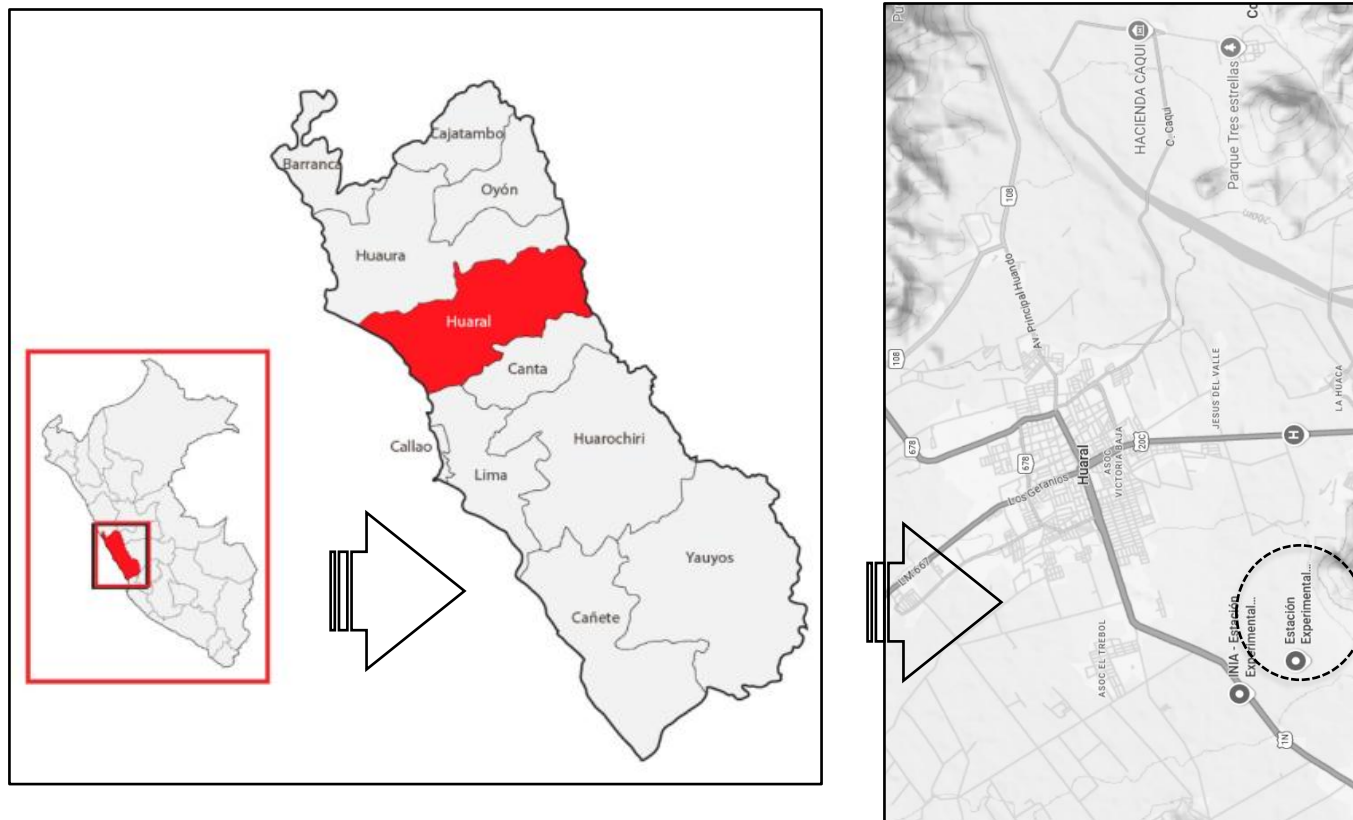 Cajatambo
Barranca
Oyón
Huaura
Huaral
Canta
Callao
Huarochiri
Lima
Yauyos
Cañete
HACIENDA CAQUI
Parque Tres estrellas
C. Caqui
108
Av. Principal Huando
108
678
678
Los Geranios
LM-667
Huaral
ASOC
VICTORIA BAJA
20C
JESUS DEL VALLE
LA HUACA
H
ASOC EL TREBOL
INIA - Estación
Experimental...
Estación
Experimental...
1N